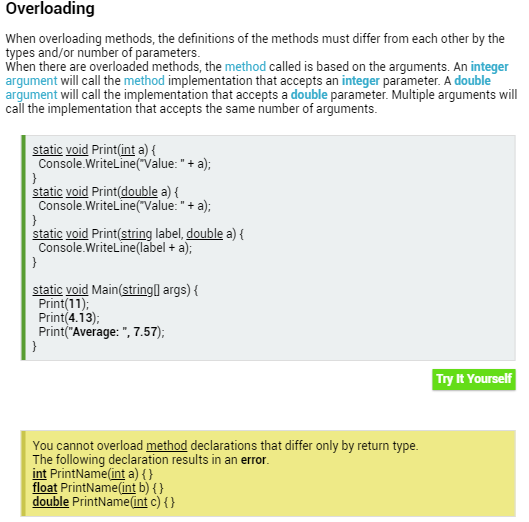 Overloading
When overloading methods, the definitions of the methods must differ from each other by the
types and/or number of parameters.
When there are overloaded methods, the method called is based on the arguments. An integer
argument will call the method implementation that accepts an integer parameter. A double
argument will call the implementation that accepts a double parameter. Multiple arguments will
call the implementation that accepts the same number of arguments.
static void Print(int a) {
Console.WriteLine("Value: " + a);
}
static void Print(double a) {
Console.WriteLine("Value: " + a);
}
static void Print(string label, double a) {
Console.WriteLine(label + a);
}
static void Main(string[] args) {
Print(11);
Print(4.13);
Print("Average: ", 7.57);
}
Try It Yourself
You cannot overload method declarations that differ only by return type.
The following declaration results in an error.
int PrintName(int a) { }
float PrintName(int b) { }
double PrintName(int c) { }